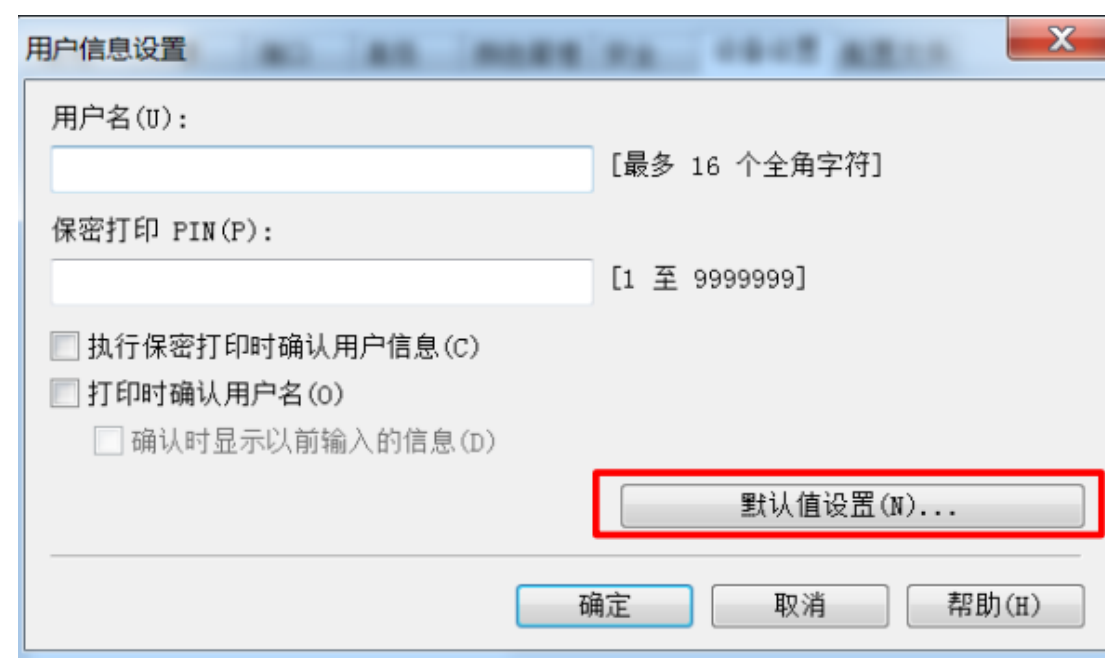 用户信息设置
用户名(U):
[最多 16 个全角字符]
保密打印 PIN(P):
[1 至 9999999]
执行保密打印时确认用户信息(C)
打印时确认用户名(O)
确认时显示以前输入的信息(D)
默认值设置(N)...
确定 取消 帮助(H)